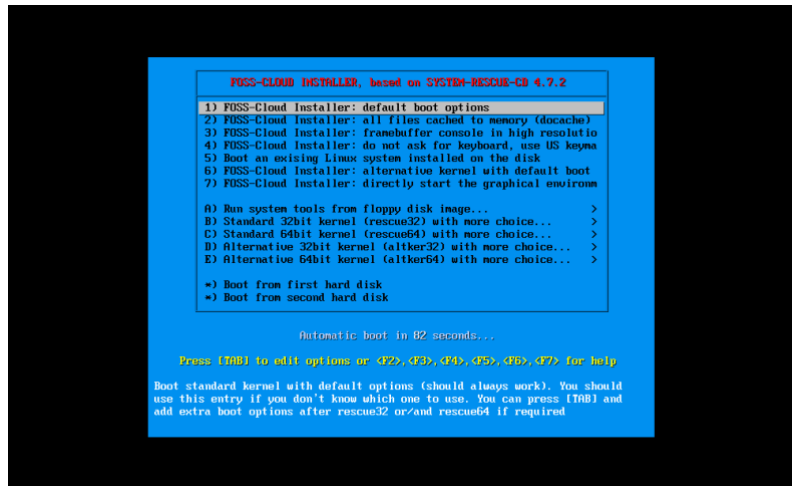 FOSS-CLOUD INSTALLER, based on SYSTEM-RESCUE-CD 4.7.2
1) FOSS-Cloud Installer: default boot options
2) FOSS-Cloud Installer: all files cached to memory (docache)
3) FOSS-Cloud Installer: framebuffer console in high resolutio
4) FOSS-Cloud Installer: do not ask for keyboard, use US keyma
5) Boot an exising Linux system installed on the disk
6) FOSS-Cloud Installer: alternative kernel with default boot
7) FOSS-Cloud Installer: directly start the graphical environm
A) Run system tools from floppy disk image... >
B) Standard 32bit kernel (rescue32) with more choice... >
C) Standard 64bit kernel (rescue64) with more choice... >
D) Alternative 32bit kernel (altker32) with more choice... >
E) Alternative 64bit kernel (altker64) with more choice... >
*) Boot from first hard disk
*) Boot from second hard disk
Automatic boot in 82 seconds...
Press [TAB] to edit options or <F2>,<F3>,<F4>,<F5>,<F6>,<F7> for help
Boot standard kernel with default options (should always work). You should
use this entry if you don't know which one to use. You can press [TAB] and
add extra boot options after rescue32 or/and rescue64 if required